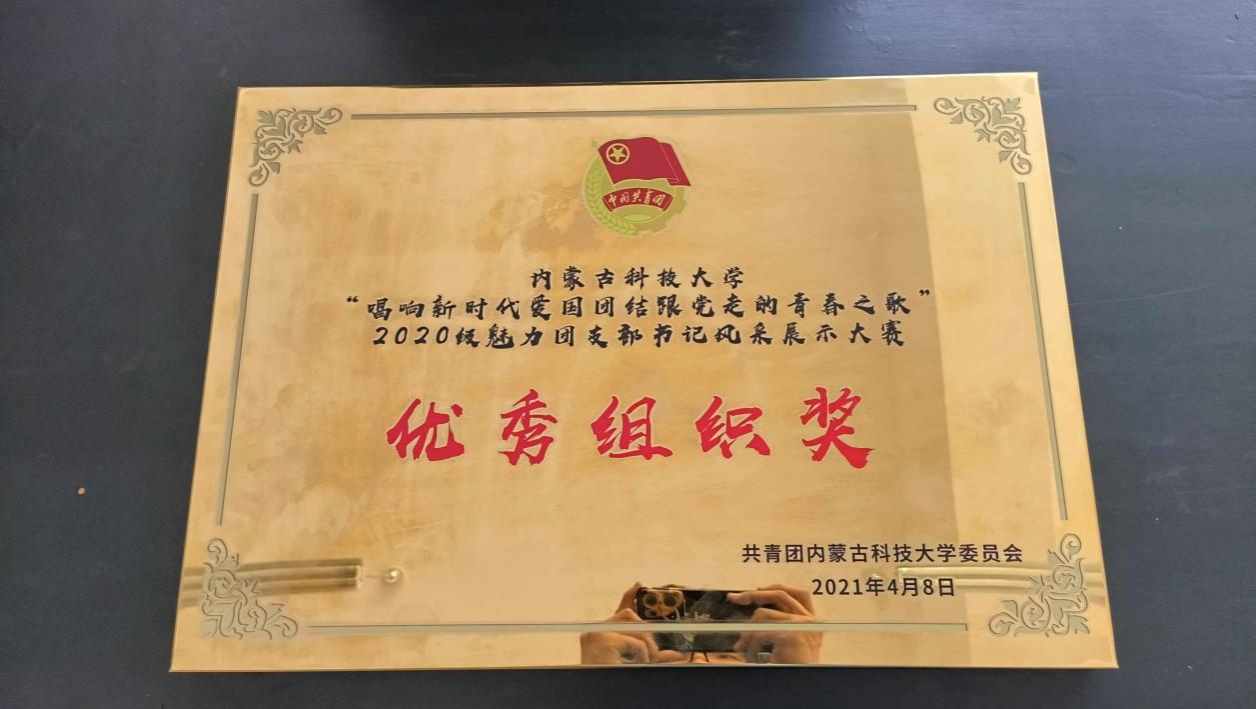 中国共青团
内蒙古科技大学
“唱响新时代爱国团结跟党走的青春之歌”
2020级魅力团支部书记风采展示大赛
优秀组织奖
共青团内蒙古科技大学委员会
2021年4月8日